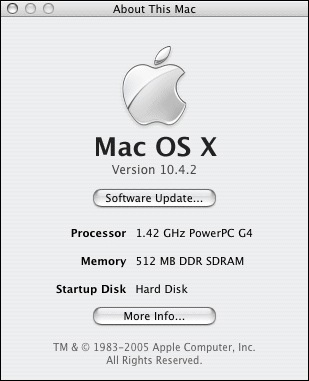 About This Mac
Mac OS X
Version 10.4.2
Software Update...
Processor 1.42 GHz PowerPC G4
Memory 512 MB DDR SDRAM
Startup Disk Hard Disk
More Info...
TM & © 1983-2005 Apple Computer, Inc.
All Rights Reserved.